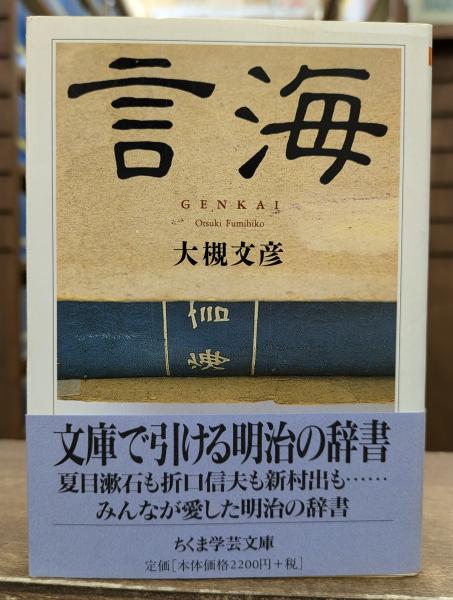 言海
GENKAI
Otsuki Fumihiko
大槻文彦
言海
文庫で引ける明治の辞書
夏目漱石も折口信夫も新村出も……
みんなが愛した明治の辞書
ちくま学芸文庫
定価[本体価格2200円+税]